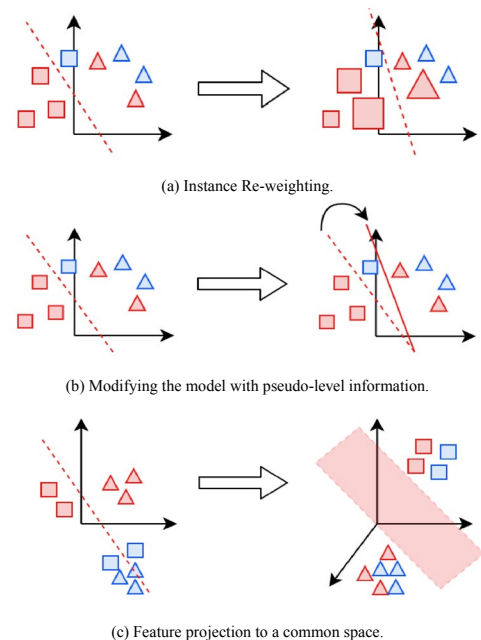 (a) Instance Re-weighting.
(b) Modifying the model with pseudo-level information.
(c) Feature projection to a common space.